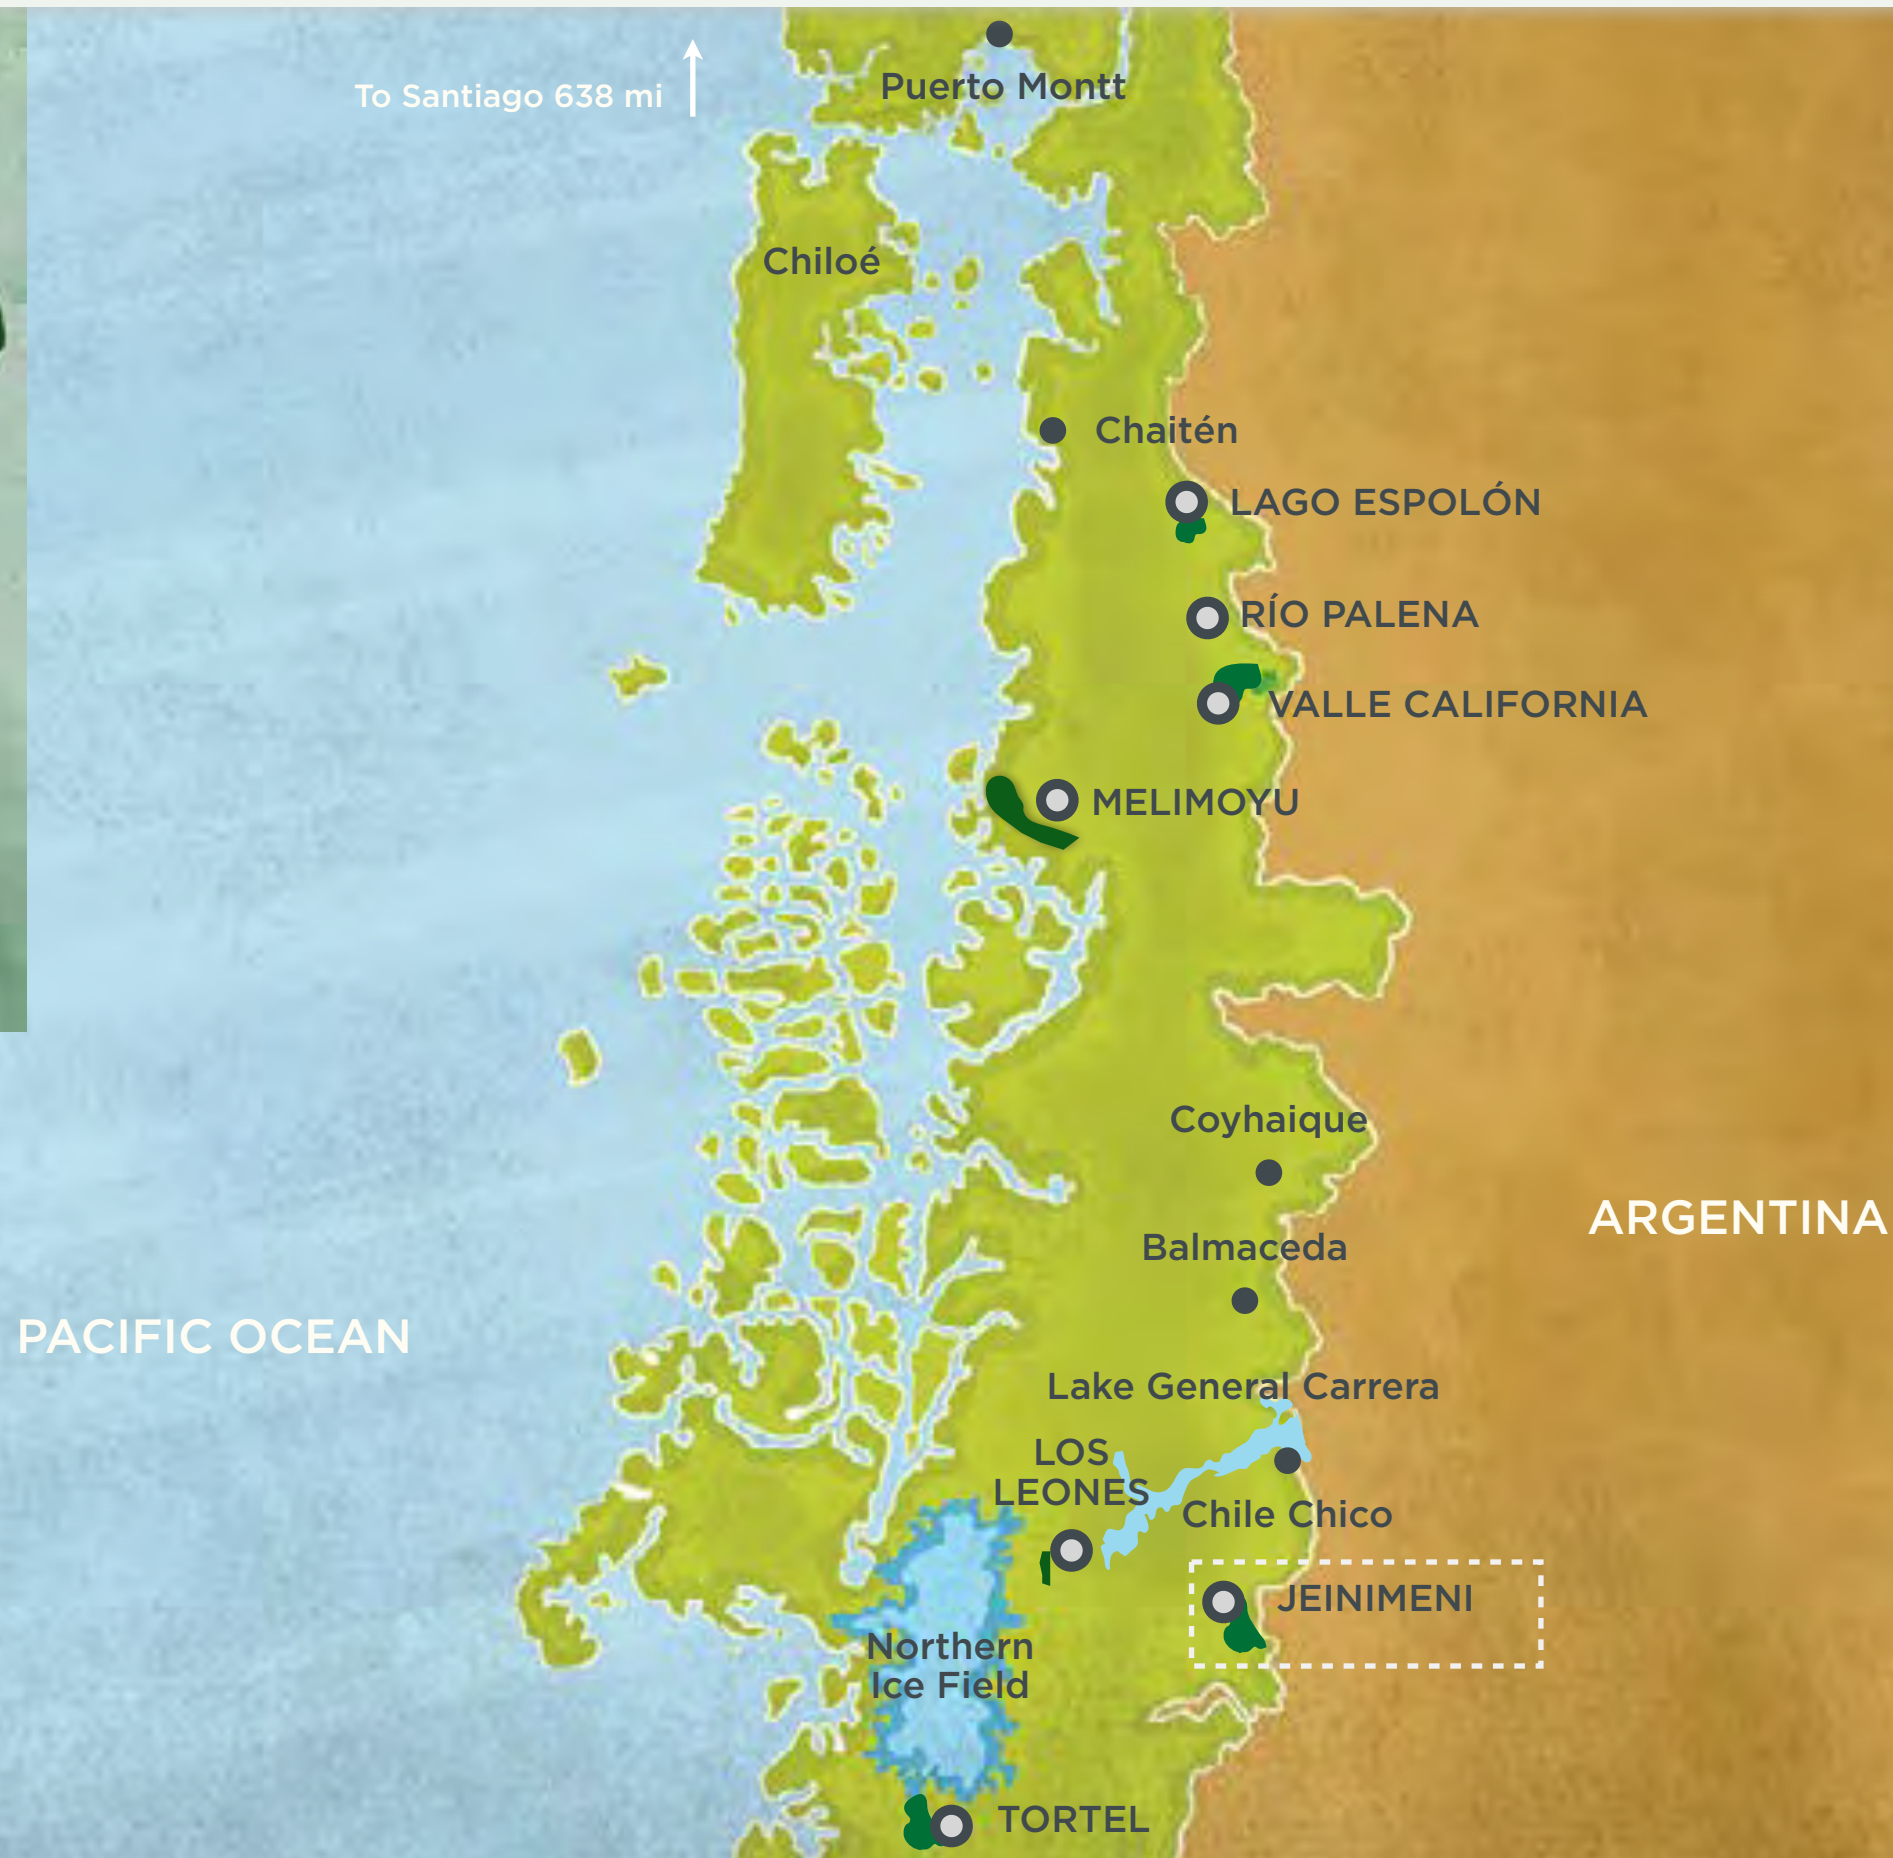 Puerto Montt
To Santiago 638 mi
Chiloé
Chaitén
LAGO ESPOLÓN
RÍO PALENA
VALLE CALIFORNIA
MELIMOYU
Coyhaique
ARGENTINA
Balmaceda
PACIFIC OCEAN
Lake General Carrera
LOS
LEONES
Chile Chico
JEINIMENI
Northern
Ice Field
TORTEL